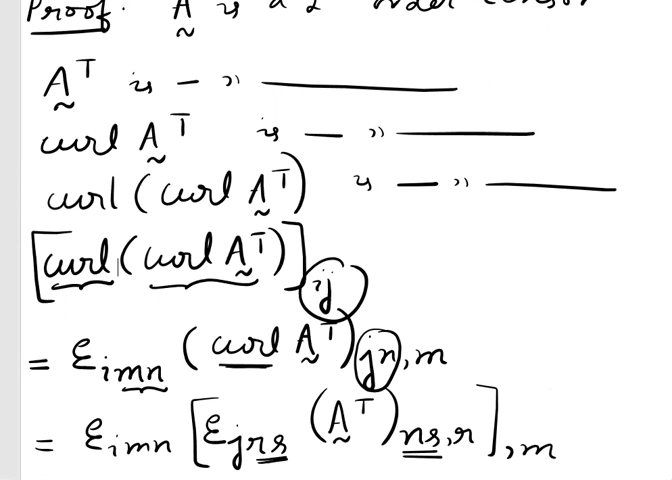 Proof: A is a 2 order tensor
A^T is — " —
~
curl A^T is — " —
~
curl (curl A^T) is — " —
~
[curl (curl A^T)]_ij
~
= ε_imn (curl A^T)_jn,m
~
= ε_imn [ε_jrs (A^T)_ns,r],m
~